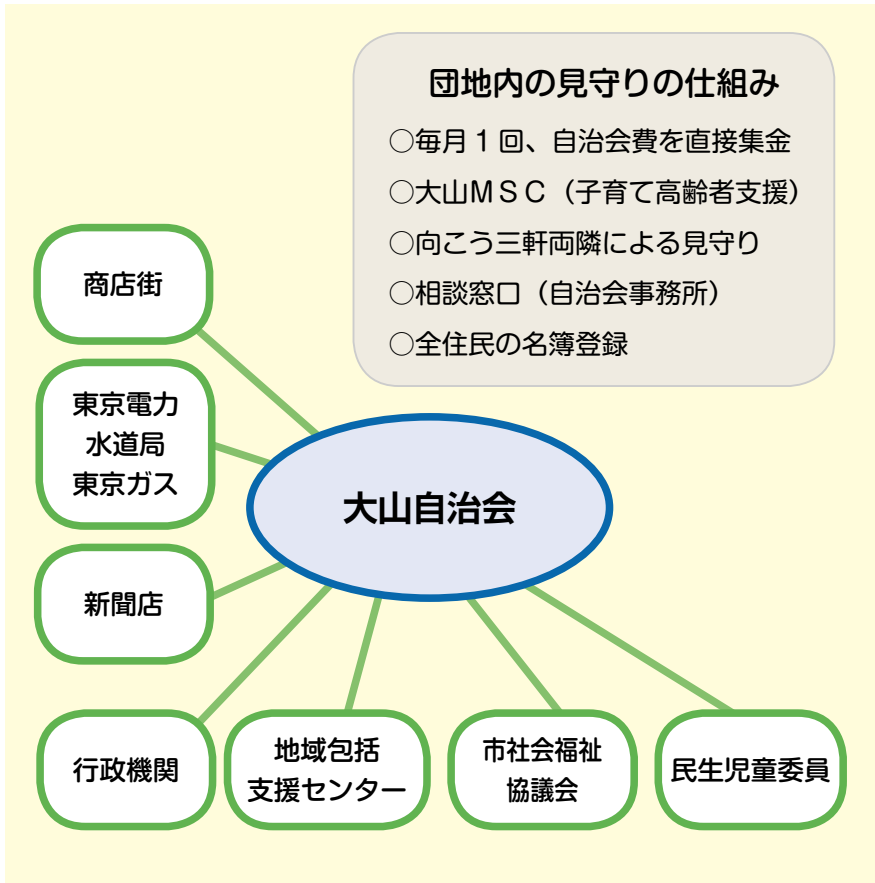 団地内の見守りの仕組み
○毎月1回、自治会費を直接集金
○大山MSC（子育て高齢者支援）
○向こう三軒両隣による見守り
○相談窓口（自治会事務所）
○全住民の名簿登録
商店街
東京電力
水道局
東京ガス
大山自治会
新聞店
行政機関
地域包括
支援センター
市社会福祉
協議会
民生児童委員